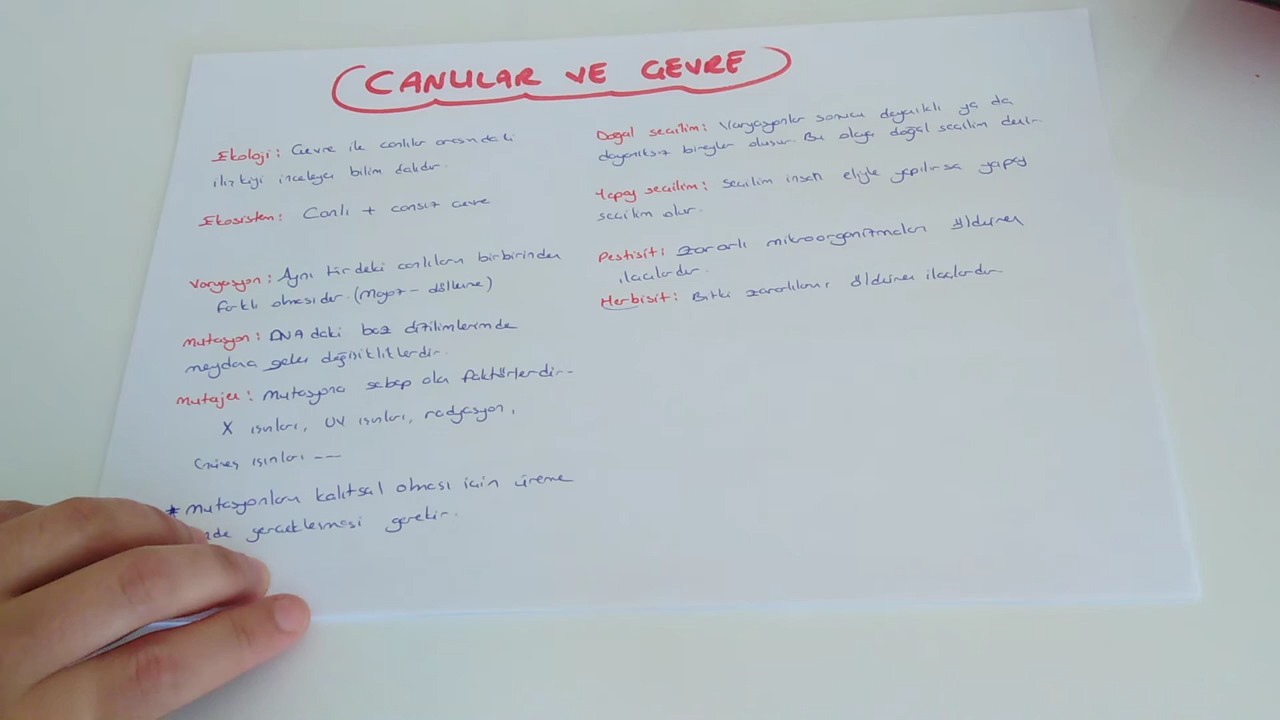 CANLILAR VE ÇEVRE
Ekoloji: Çevre ile canlılar arasındaki
ilişkiyi inceleyen bilim dalıdır.
Ekosistem: Canlı + cansız çevre
Varyasyon: Aynı türdeki canlıların birbirinden
farklı olmasıdır. (Mayoz - döllenme)
Mutasyon: DNA daki baz dizilimlerinde
meydana gelen değişikliklerdir.
Mutajen: Mutasyona sebep olan faktörlerdir.
X ışınları, UV ışınları, radyasyon,
Güneş ışınları ---
* Mutasyonların kalıtsal olması için üreme
nde gerçekleşmesi gerekir.
Doğal seçilim: Varyasyonlar sonucu dayanıklı ya da
dayanıksız bireyler oluşur. Bu olaya doğal seçilim denir.
Yapay seçilim: Seçilim insan eliyle yapılırsa yapay
seçilim olur.
Pestisit: Zararlı mikroorganizmaları öldüren
ilaçlardır.
Herbisit: Bitki zararlılarını öldüren ilaçlardır.